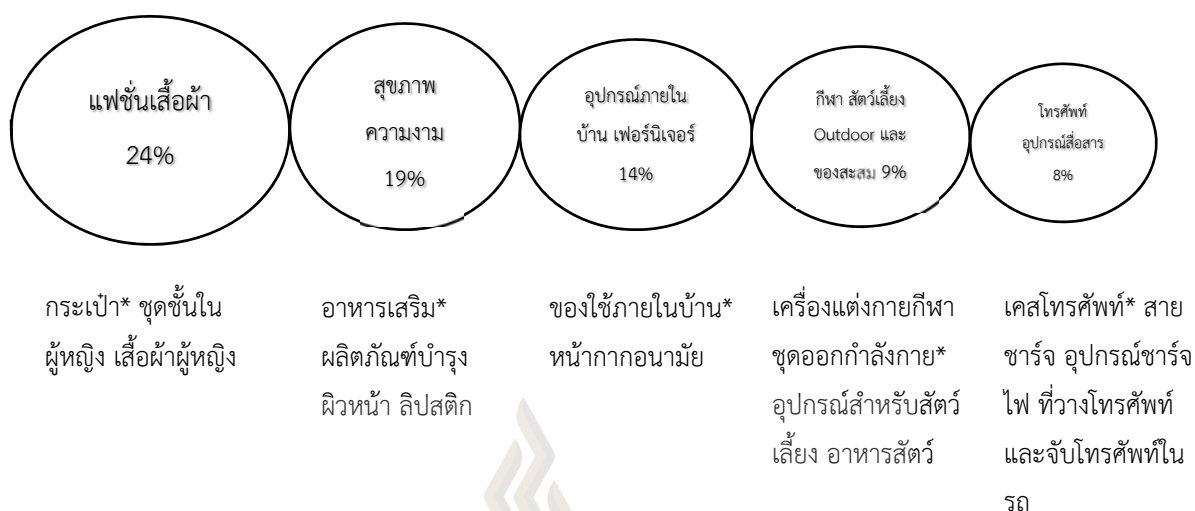 แฟชั่นเสื้อผ้า
24%
สุขภาพ
ความงาม
19%
อุปกรณ์ภายใน
บ้าน เฟอร์นิเจอร์
14%
กีฬา สัตว์เลี้ยง
Outdoor และ
ของสะสม 9%
โทรศัพท์
อุปกรณ์สื่อสาร
8%
กระเป๋า* ชุดชั้นใน
ผู้หญิง เสื้อผ้าผู้หญิง
อาหารเสริม*
ผลิตภัณฑ์บำรุง
ผิวหน้า ลิปสติก
ของใช้ภายในบ้าน*
หน้ากากอนามัย
เครื่องแต่งกายกีฬา
ชุดออกกำลังกาย*
อุปกรณ์สำหรับสัตว์
เลี้ยง อาหารสัตว์
เคสโทรศัพท์* สาย
ชาร์จ อุปกรณ์ชาร์จ
ไฟ ที่วางโทรศัพท์
และจับโทรศัพท์ใน
รถ